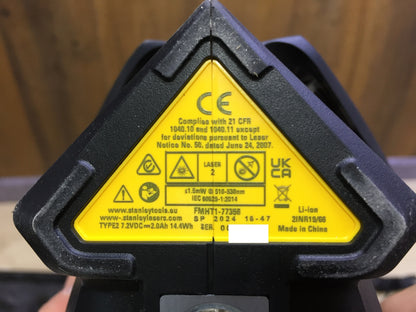 CE
Complies with 21 CFR
1040.10 and 1040.11 except
for deviations pursuant to Laser
Notice No. 50, dated June 24, 2007.
LASER
2
UK
CA
≤1.5mW @ 510-530nm
IEC 60825-1:2014
www.stanleytools.eu
www.stanleylasers.com
TYPE2 7.2VDC⎓2.0Ah 14.4Wh
FMHT1-77356
SP 2024 16-47
SER.
Li-ion
2INR19/66
Made in China